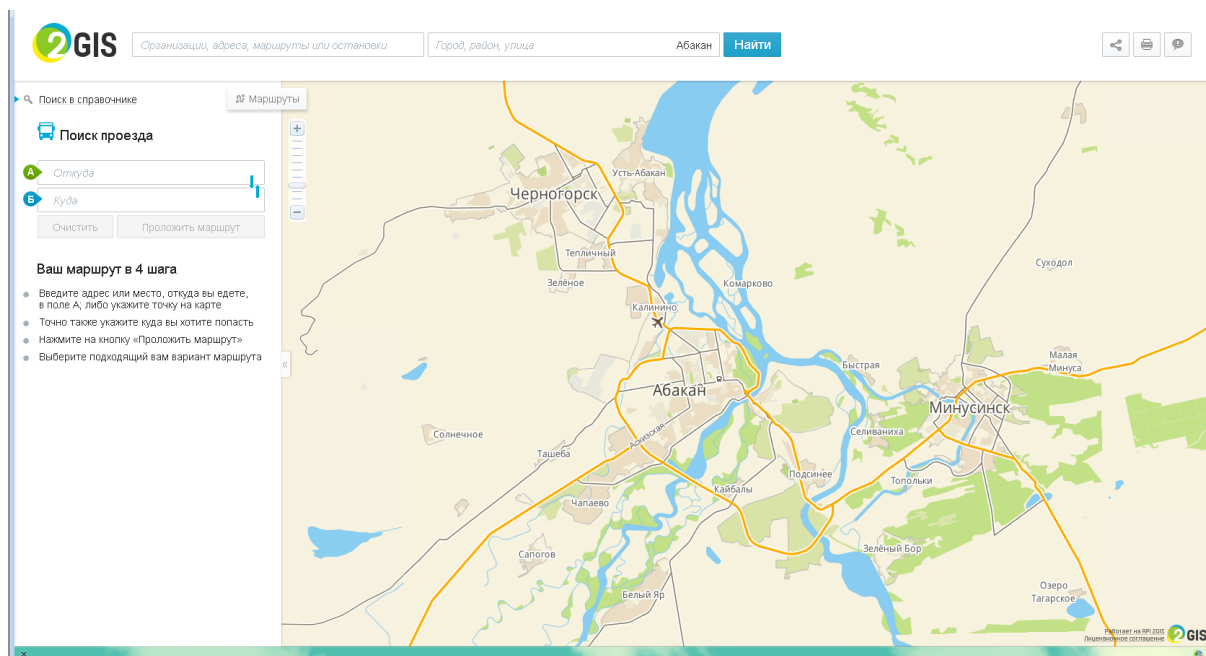 2GIS
Организации, адреса, маршруты или остановки
Город, район, улица
Абакан
Найти
Поиск в справочнике
Маршруты
Поиск проезда
А
Откуда
Б
Куда
Очистить
Проложить маршрут
Ваш маршрут в 4 шага
Введите адрес или место, откуда вы едете,
в поле А; либо укажите точку на карте
Точно также укажите куда вы хотите попасть
Нажмите на кнопку «Проложить маршрут»
Выберите подходящий вам вариант маршрута
«
Усть-Абакан
Черногорск
Тепличный
Зелёное
Комарково
Суходол
Калинино
Абакан
Быстрая
Малая
Минуса
Минусинск
Солнечное
Аскизская
Селиваниха
Ташеба
Подсинее
Топольки
Кайбалы
Чапаево
Сапогов
Зелёный Бор
Белый Яр
Озеро
Тагарское
Работает на API 2GIS
Лицензионное соглашение
2GIS